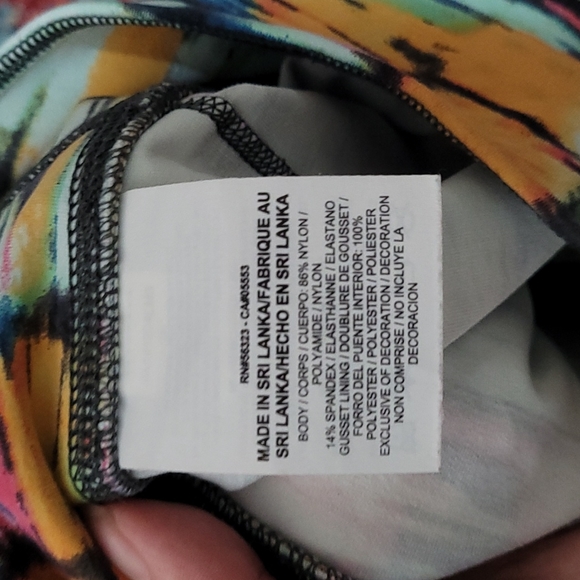 RN#56323 - CA#05553
MADE IN SRI LANKA/FABRIQUE AU
SRI LANKA/HECHO EN SRI LANKA
BODY / CORPS / CUERPO: 86% NYLON /
POLYAMIDE / NYLON
14% SPANDEX / ELASTHANNE / ELASTANO
GUSSET LINING / DOUBLURE DE GOUSSET /
FORRO DEL PUENTE INTERIOR: 100%
POLYESTER / POLYESTER / POLIESTER
EXCLUSIVE OF DECORATION / DECORATION
NON COMPRISE / NO INCLUYE LA
DECORACION